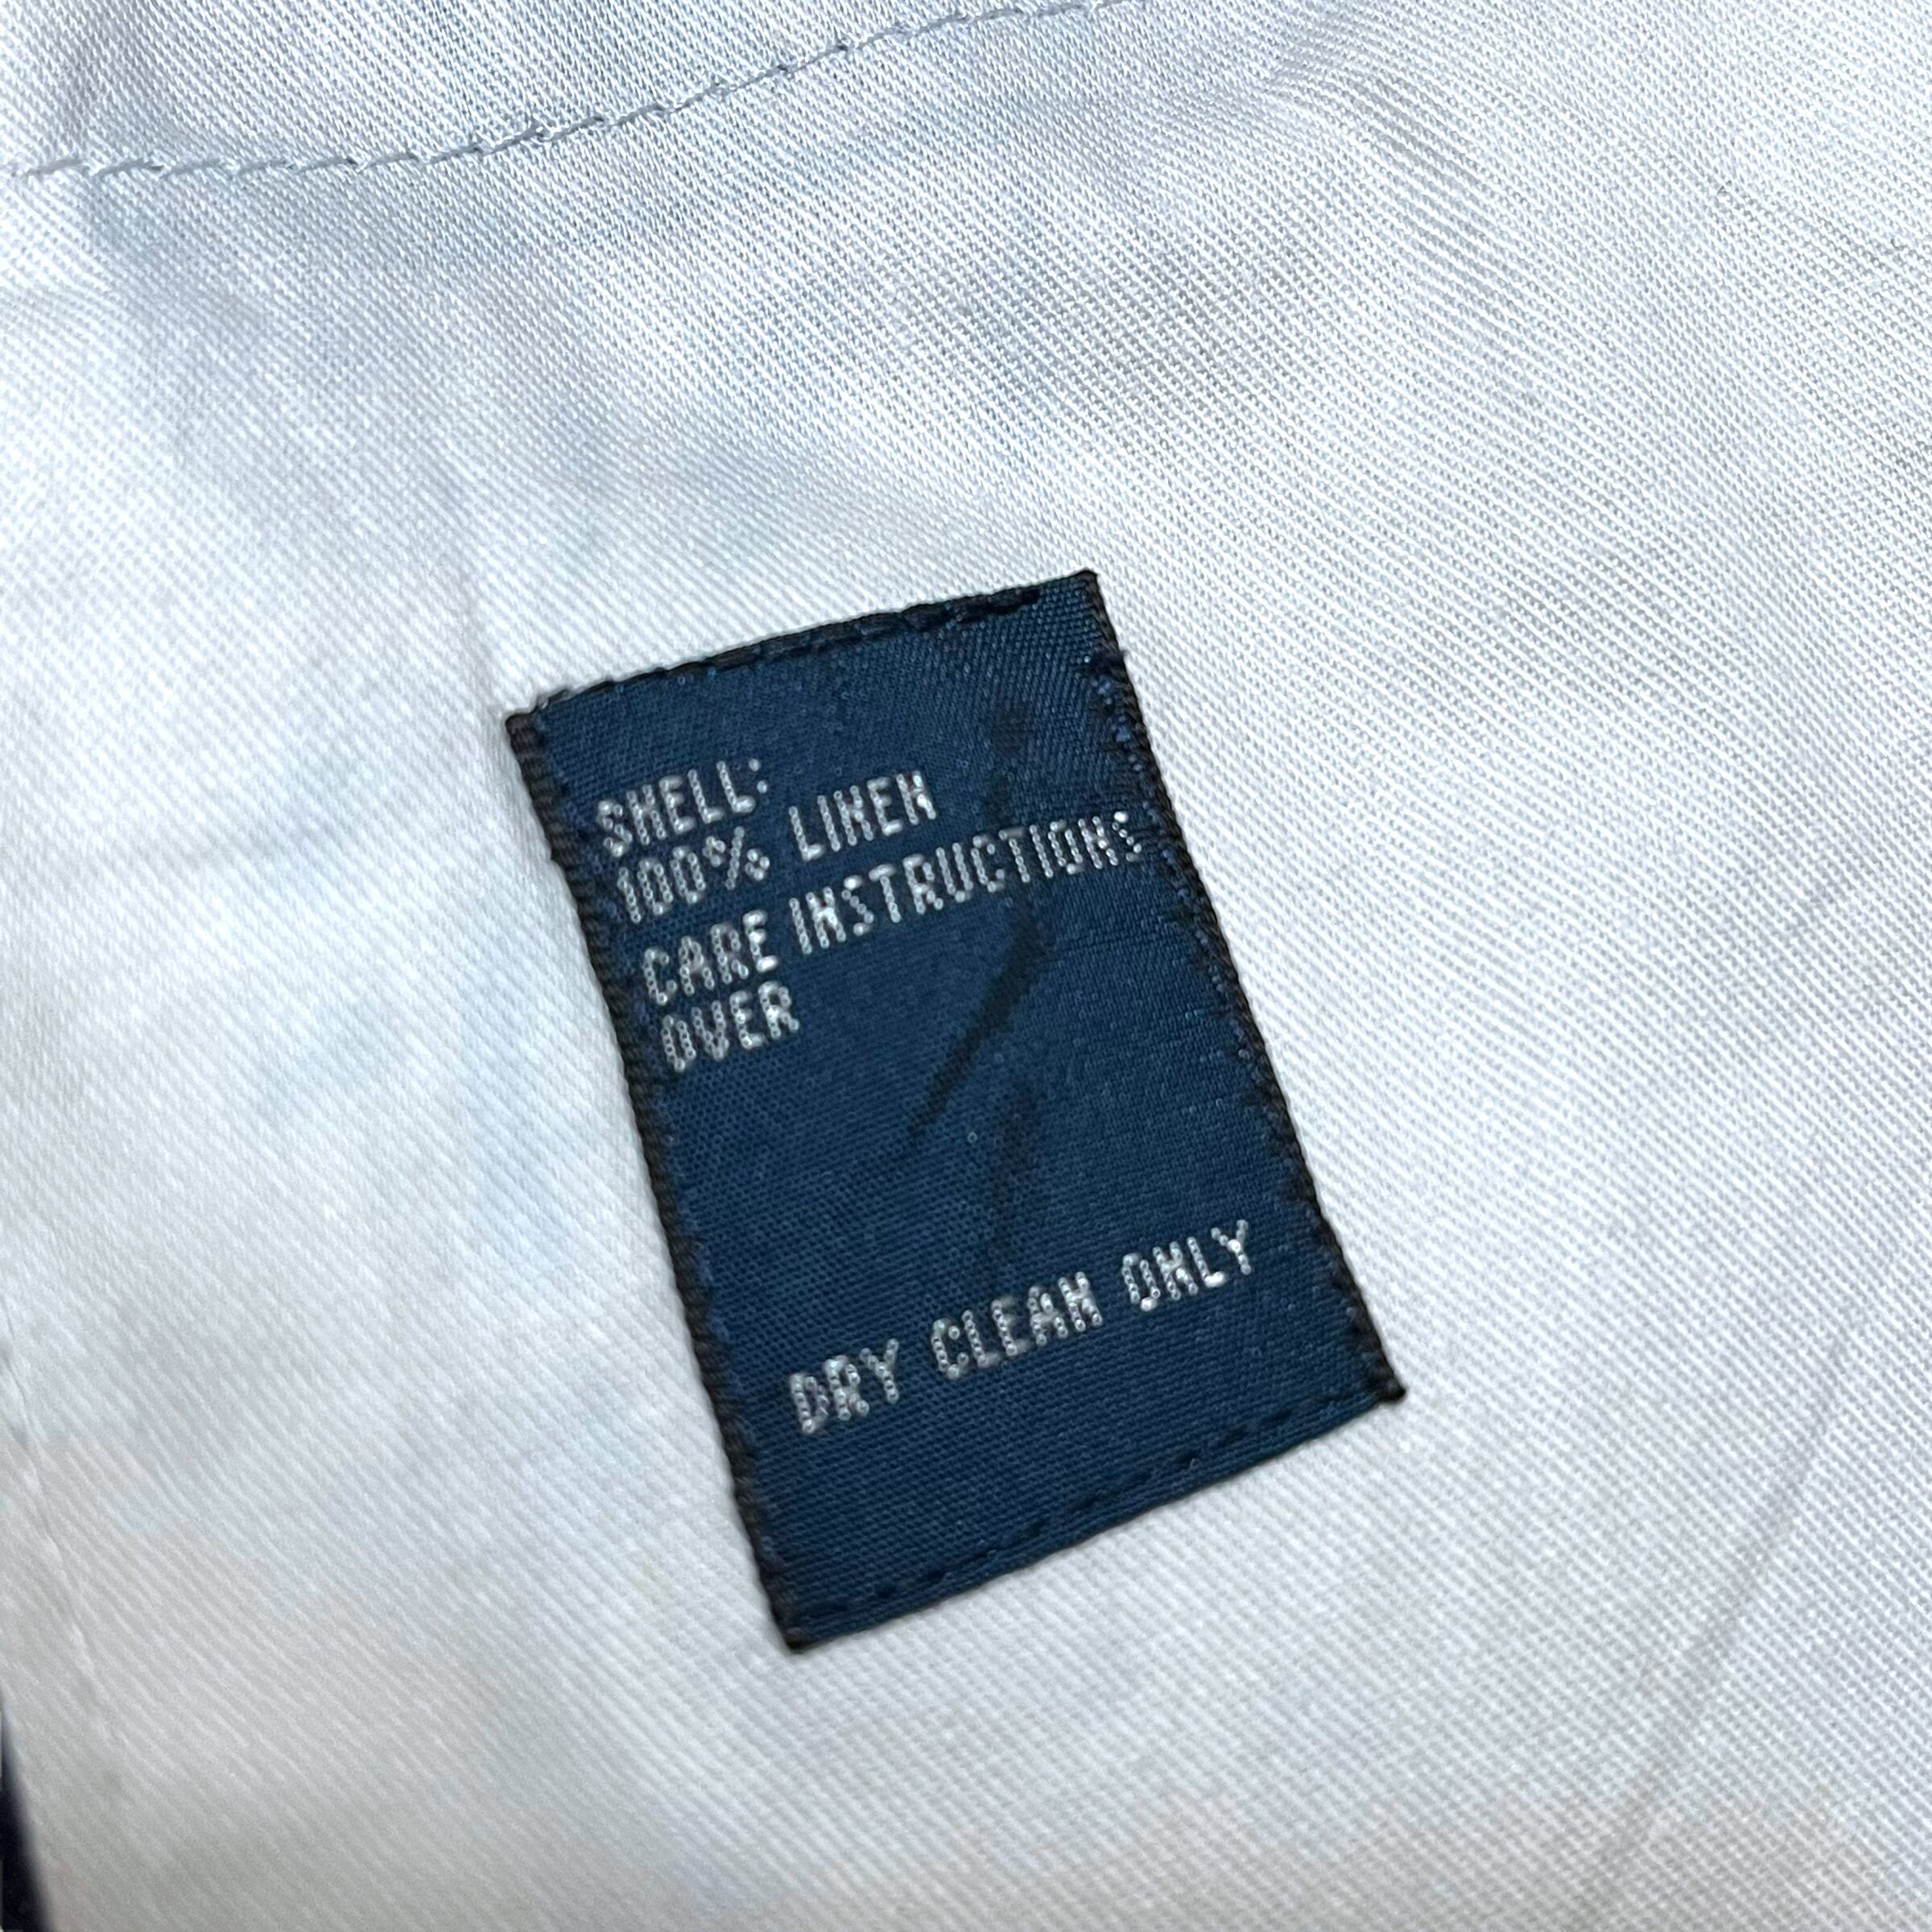 SHELL:
100% LINEN
CARE INSTRUCTIONS
OVER
DRY CLEAN ONLY